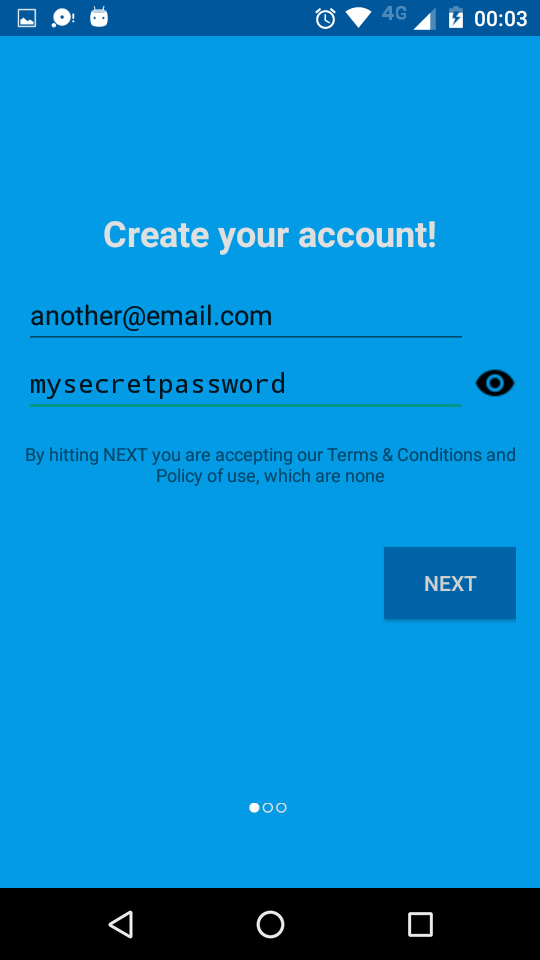 4G 00:03
Create your account!
another@email.com
mysecretpassword
By hitting NEXT you are accepting our Terms & Conditions and
Policy of use, which are none
NEXT